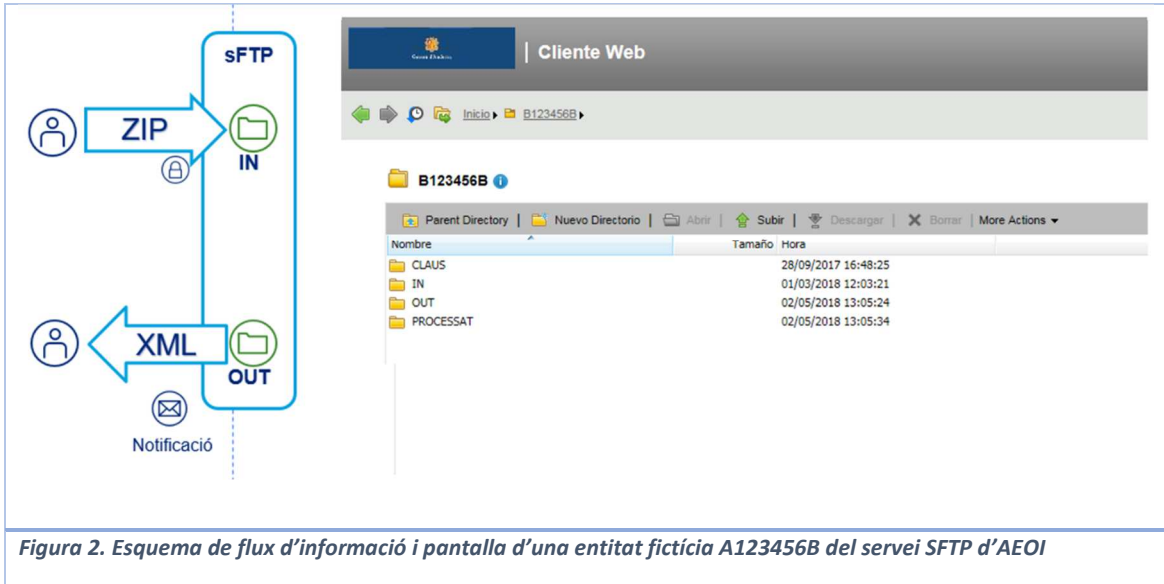 sFTP
ZIP
IN
XML
OUT
Notificació
Govern d'Andorra
| Cliente Web
Inicio B123456B
B123456B
Parent Directory | Nuevo Directorio | Abrir | Subir | Descargar | Borrar | More Actions
Nombre Tamaño Hora
CLAUS 28/09/2017 16:48:25
IN 01/03/2018 12:03:21
OUT 02/05/2018 13:05:24
PROCESSAT 02/05/2018 13:05:34
Figura 2. Esquema de flux d'informació i pantalla d'una entitat fictícia A123456B del servei SFTP d'AEOI